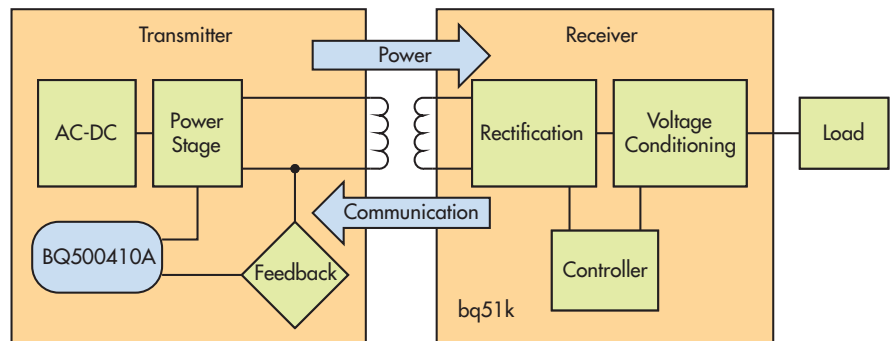 Transmitter
Power
Receiver
AC-DC
Power
Stage
Rectification
Voltage
Conditioning
Load
Communication
BQ500410A
Feedback
Controller
bq51k